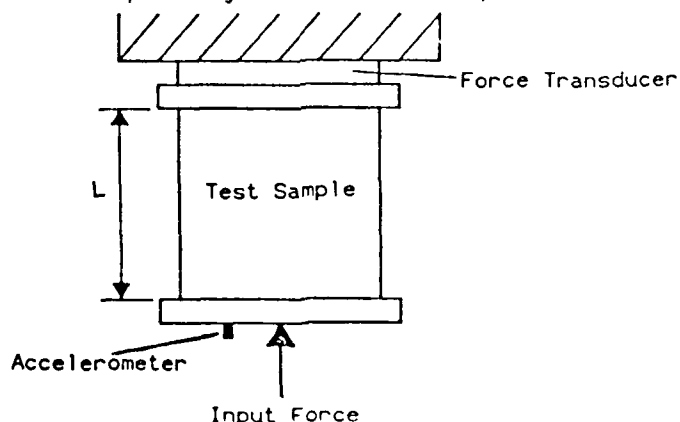 Force Transducer
L
Test Sample
Accelerometer
Input Force